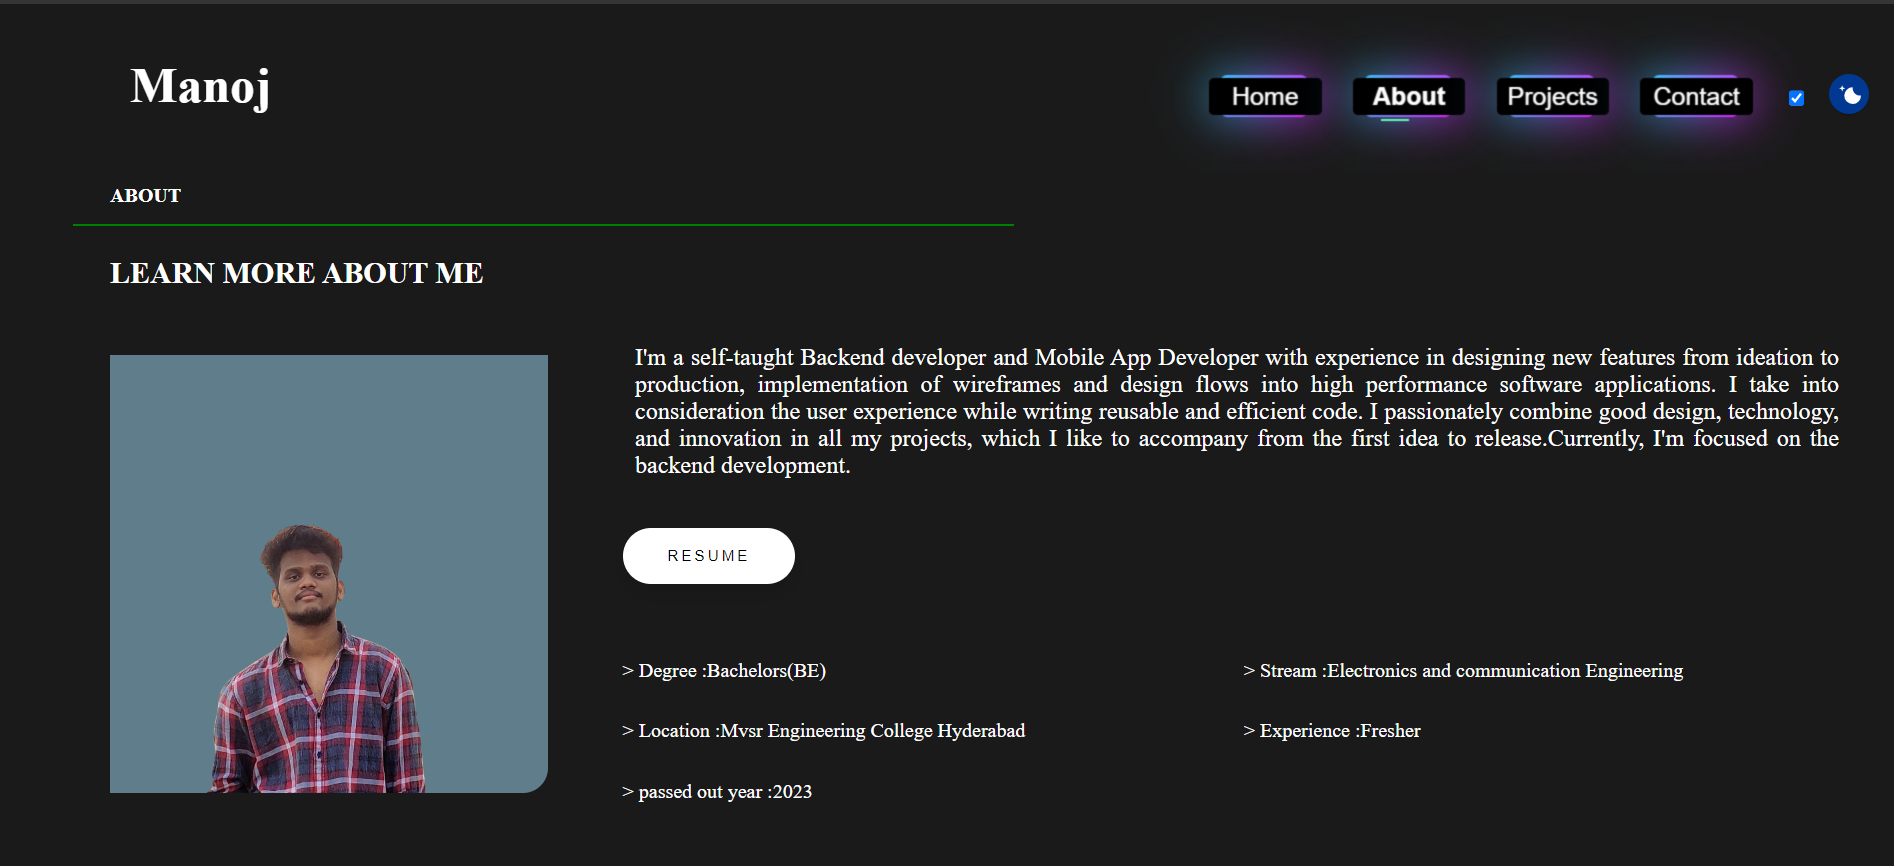 Manoj
Home
About
Projects
Contact
ABOUT
LEARN MORE ABOUT ME
I'm a self-taught Backend developer and Mobile App Developer with experience in designing new features from ideation to
production, implementation of wireframes and design flows into high performance software applications. I take into
consideration the user experience while writing reusable and efficient code. I passionately combine good design, technology,
and innovation in all my projects, which I like to accompany from the first idea to release.Currently, I'm focused on the
backend development.
RESUME
> Degree :Bachelors(BE)
> Stream :Electronics and communication Engineering
> Location :Mvsr Engineering College Hyderabad
> Experience :Fresher
> passed out year :2023